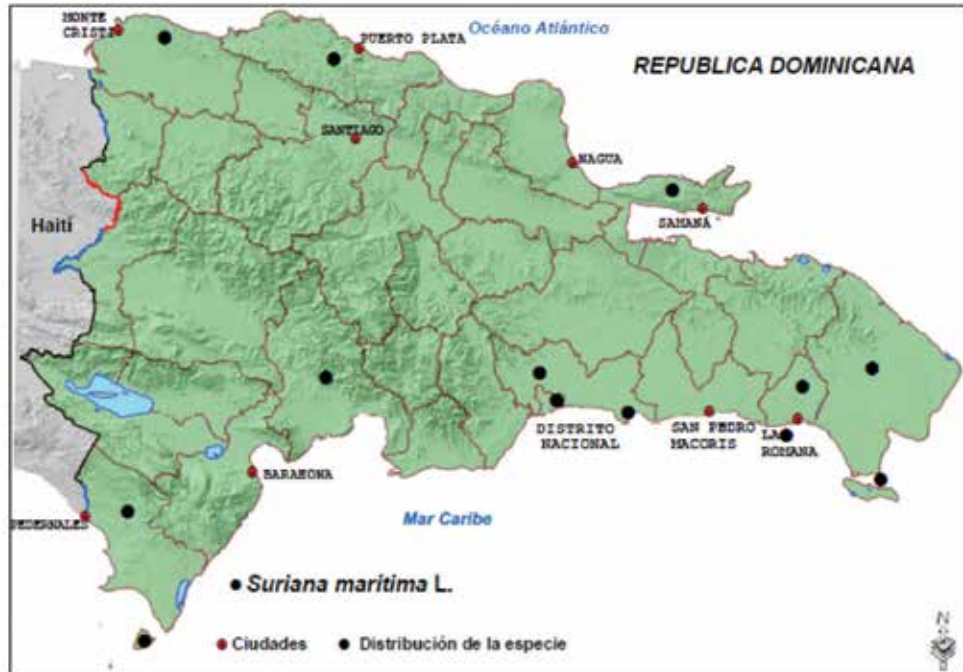 MONTE
CRISTI
PUERTO PLATA
Océano Atlántico
REPUBLICA DOMINICANA
SANTIAGO
NAGUA
SAMANÁ
Haití
DISTRITO
NACIONAL
SAN PEDRO
MACORIS
LA
ROMANA
BARAHONA
PEDERNALES
Mar Caribe
Suriana maritima L.
Ciudades
Distribución de la especie
N